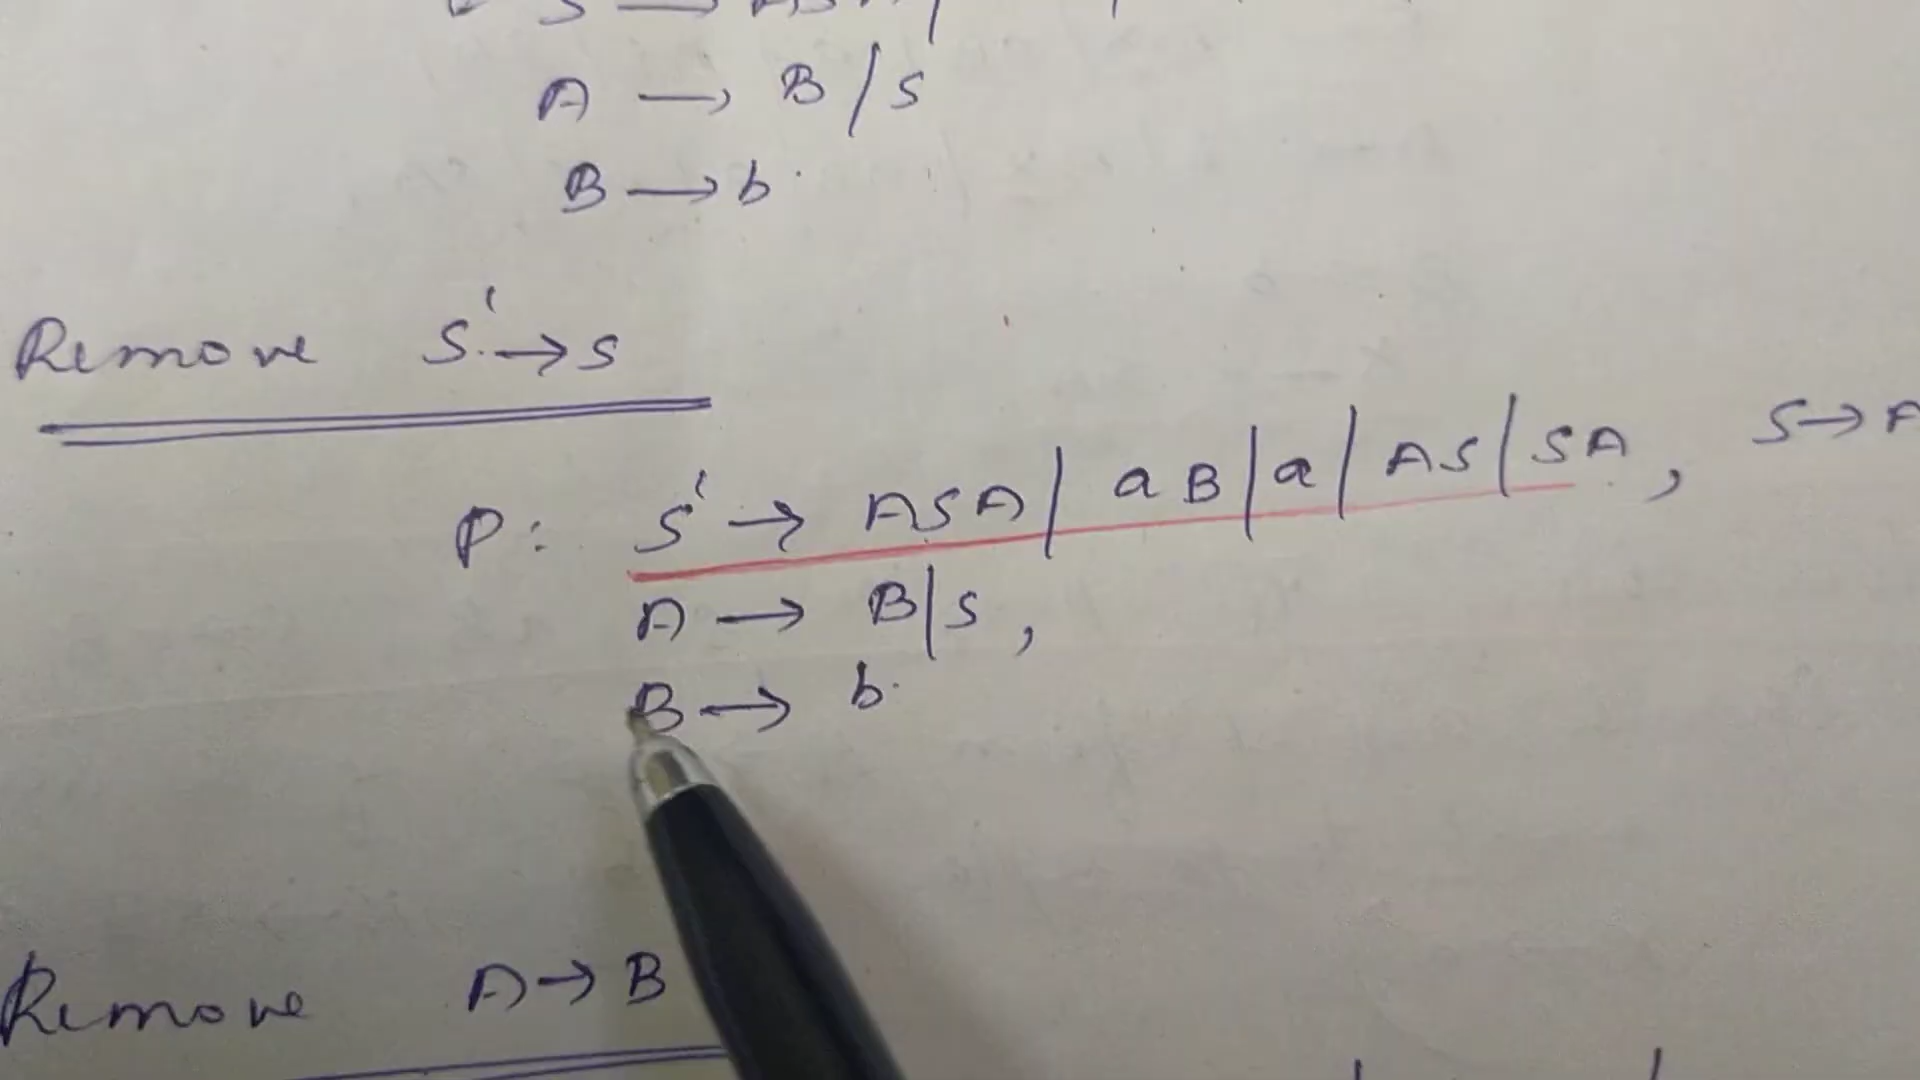 S →
A → B / S
B → b.
Remove S' → S
P: S' → ASA | aB | a | AS | SA, S →
A → B | S,
B → b.
Remove A → B